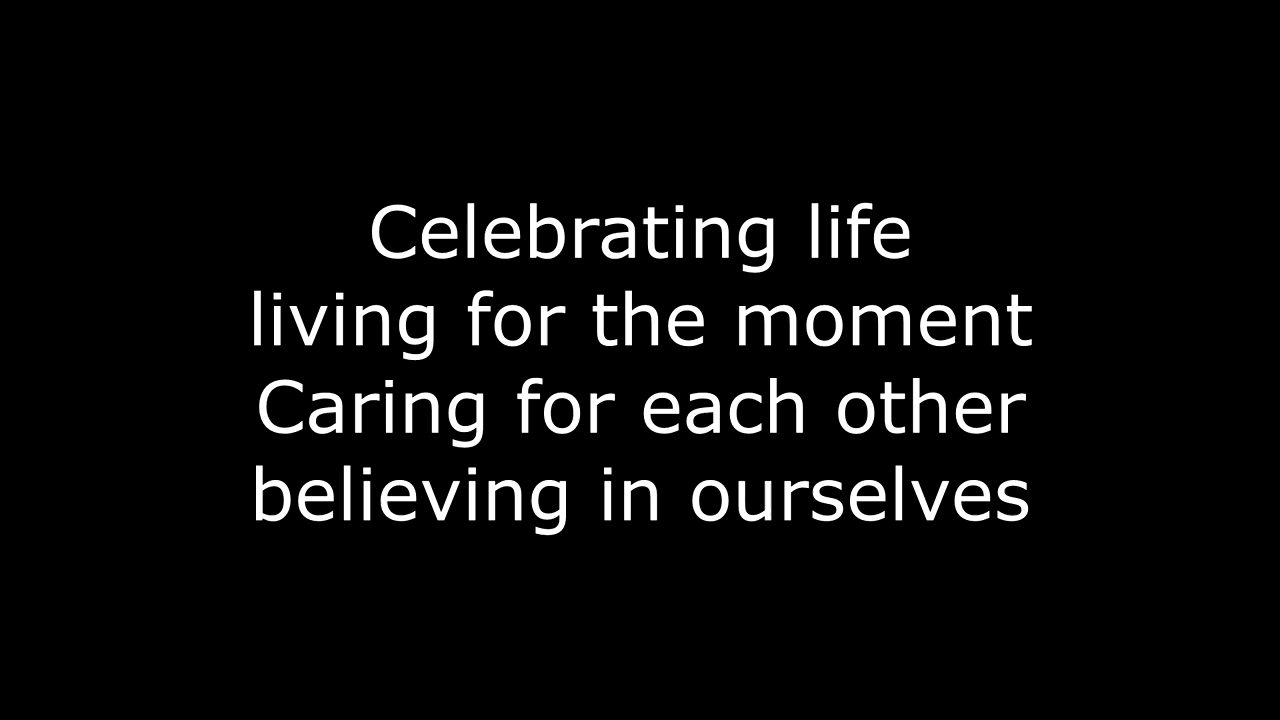 Celebrating life
living for the moment
Caring for each other
believing in ourselves